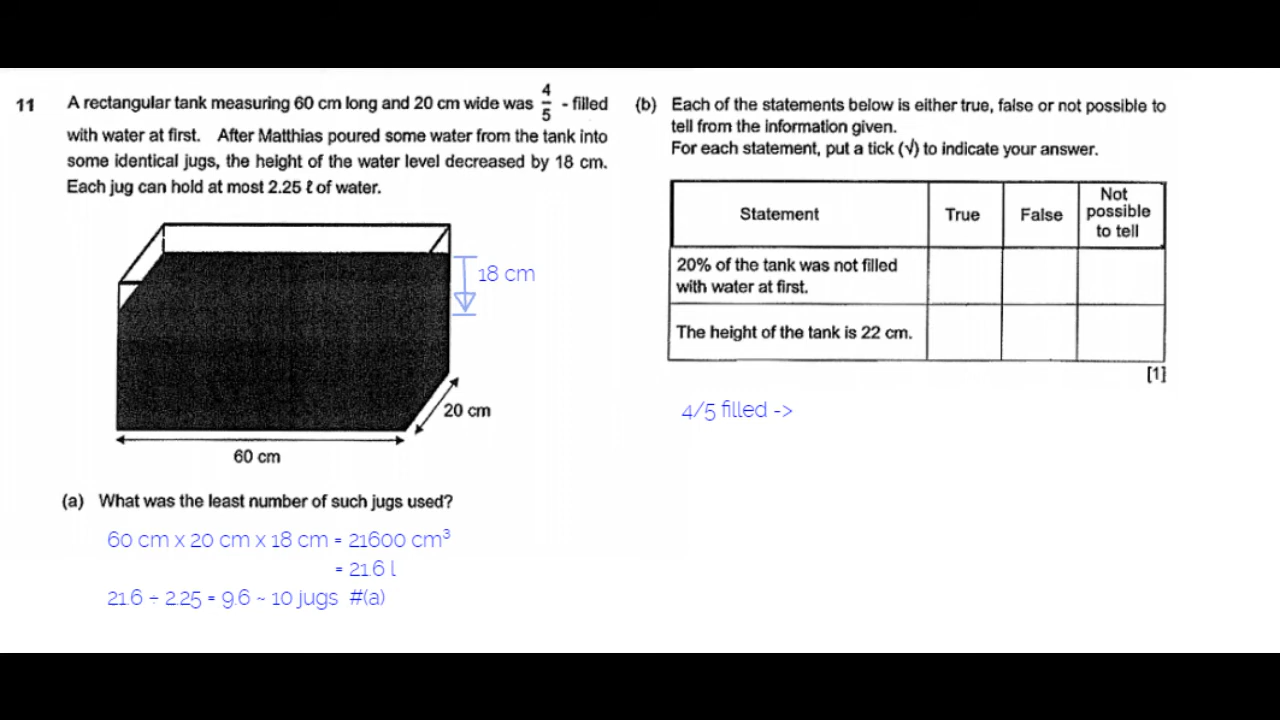 11 A rectangular tank measuring 60 cm long and 20 cm wide was 4/5 - filled
with water at first. After Matthias poured some water from the tank into
some identical jugs, the height of the water level decreased by 18 cm.
Each jug can hold at most 2.25 ℓ of water.
18 cm
20 cm
60 cm
(a) What was the least number of such jugs used?
60 cm x 20 cm x 18 cm = 21600 cm³
= 21.6 l
21.6 ÷ 2.25 = 9.6 ~ 10 jugs #(a)
(b) Each of the statements below is either true, false or not possible to
tell from the information given.
For each statement, put a tick (√) to indicate your answer.
Statement True False Not possible to tell
20% of the tank was not filled
with water at first.
The height of the tank is 22 cm.
[1]
4/5 filled ->